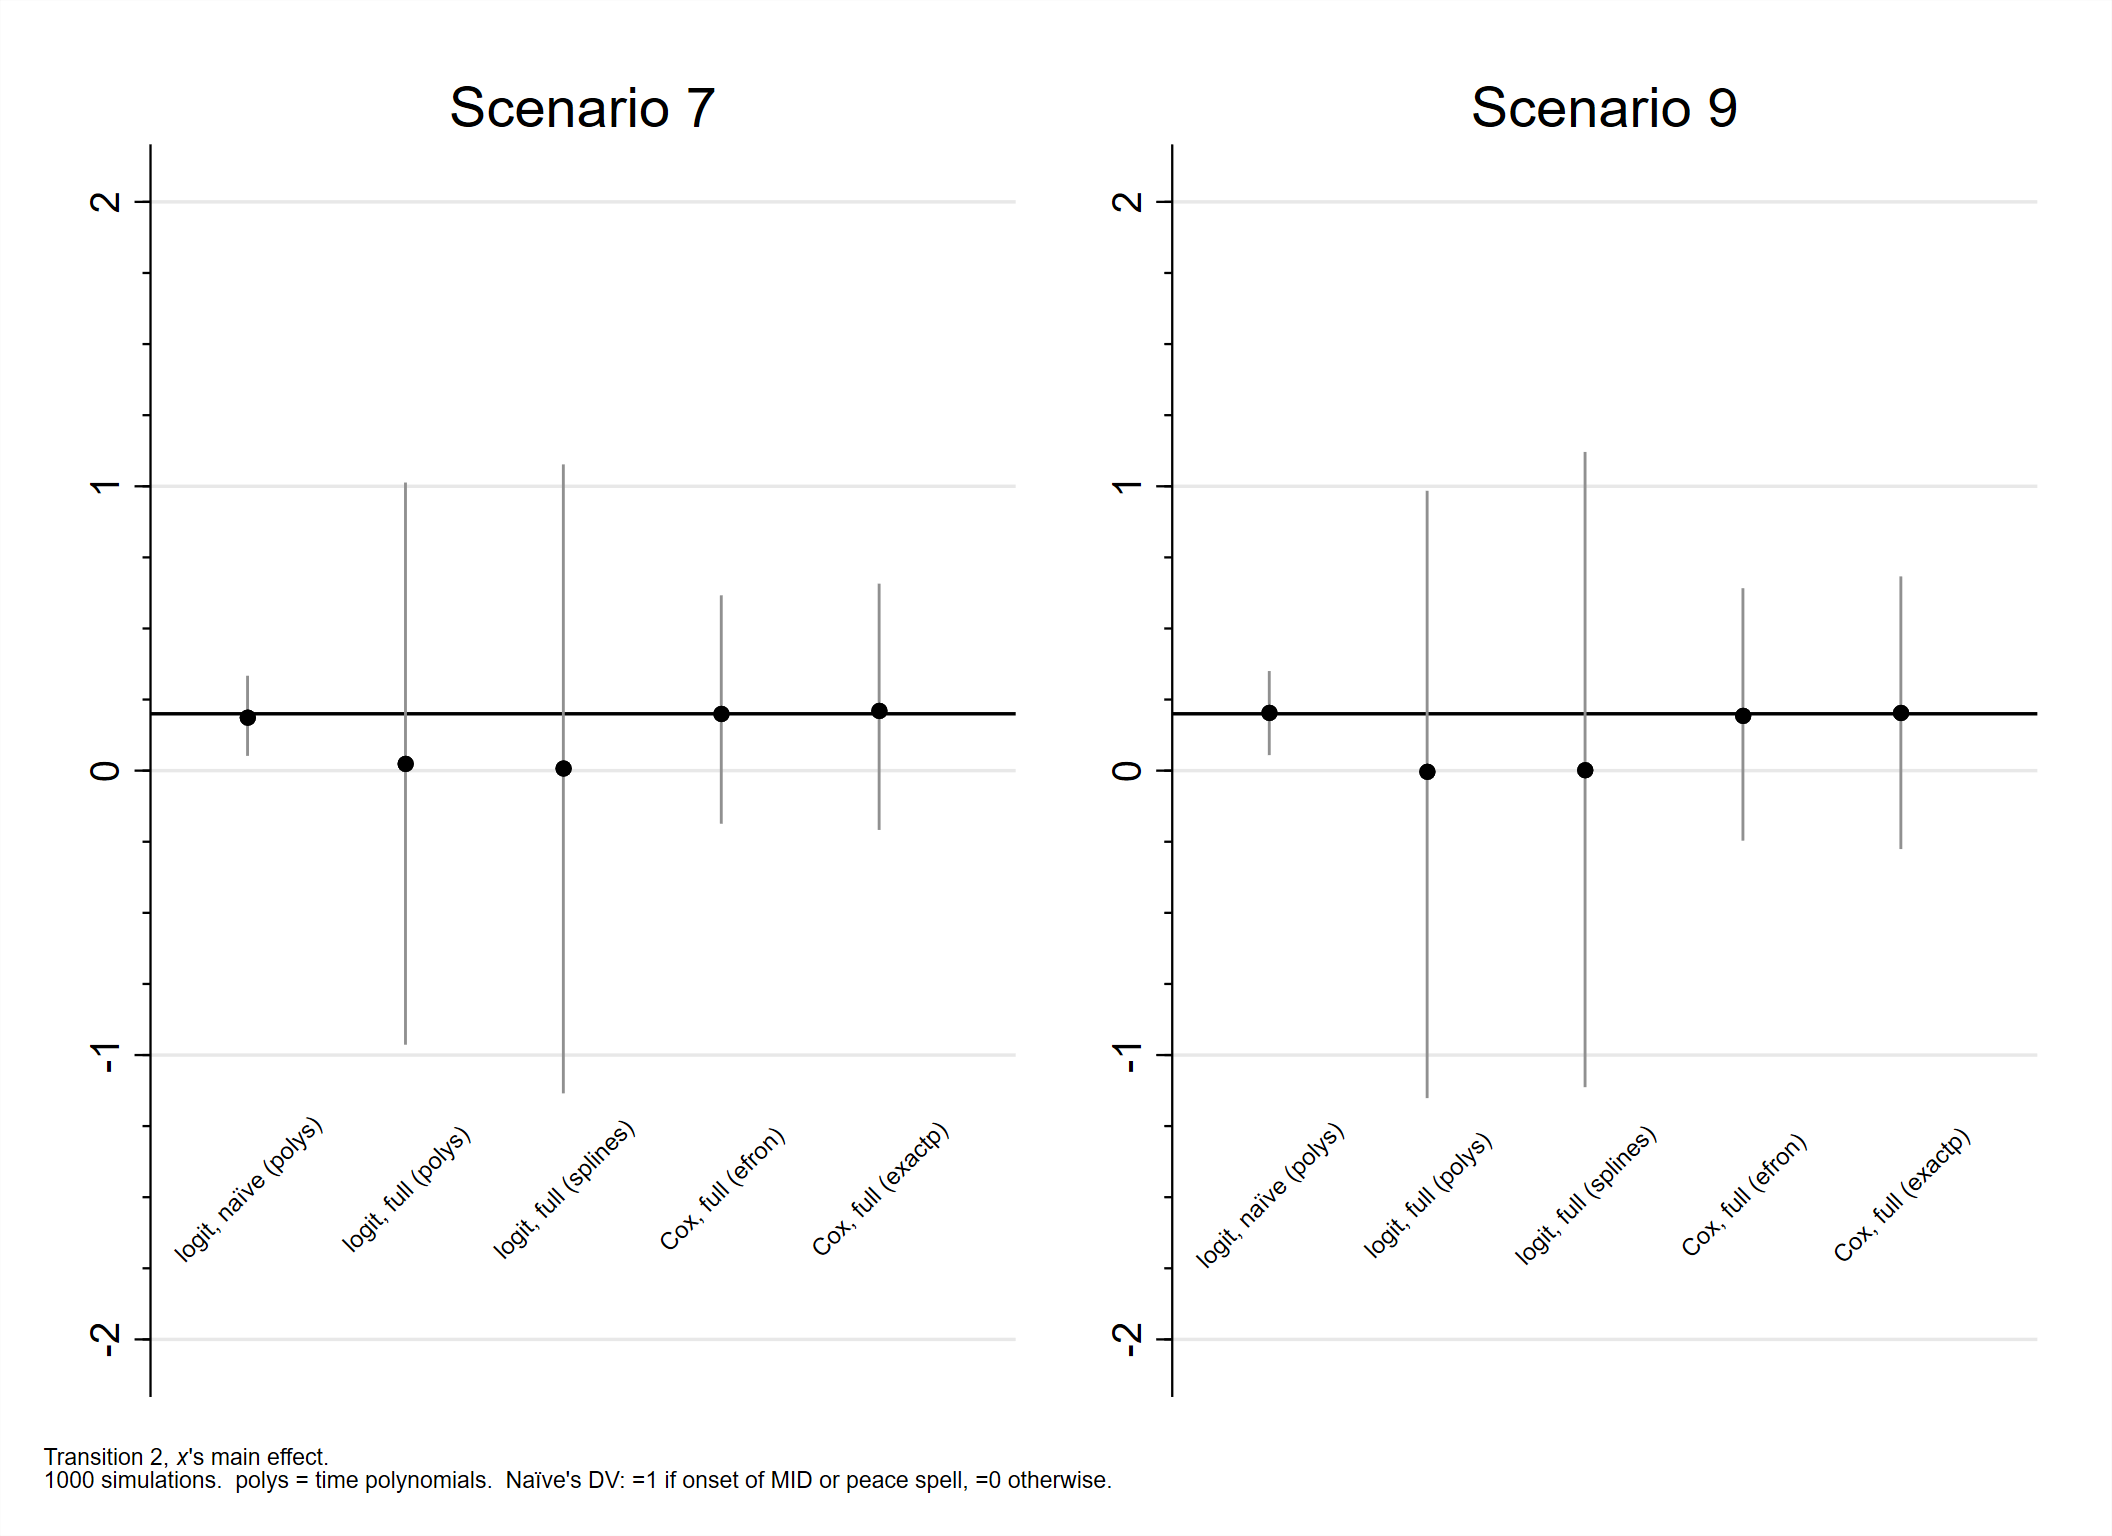 Scenario 7
2
1
0
-1
-2
logit, naïve (polys)
logit, full (polys)
logit, full (splines)
Cox, full (efron)
Cox, full (exactp)
Scenario 9
2
1
0
-1
-2
logit, naïve (polys)
logit, full (polys)
logit, full (splines)
Cox, full (efron)
Cox, full (exactp)
Transition 2, x's main effect.
1000 simulations.  polys = time polynomials.  Naïve's DV: =1 if onset of MID or peace spell, =0 otherwise.